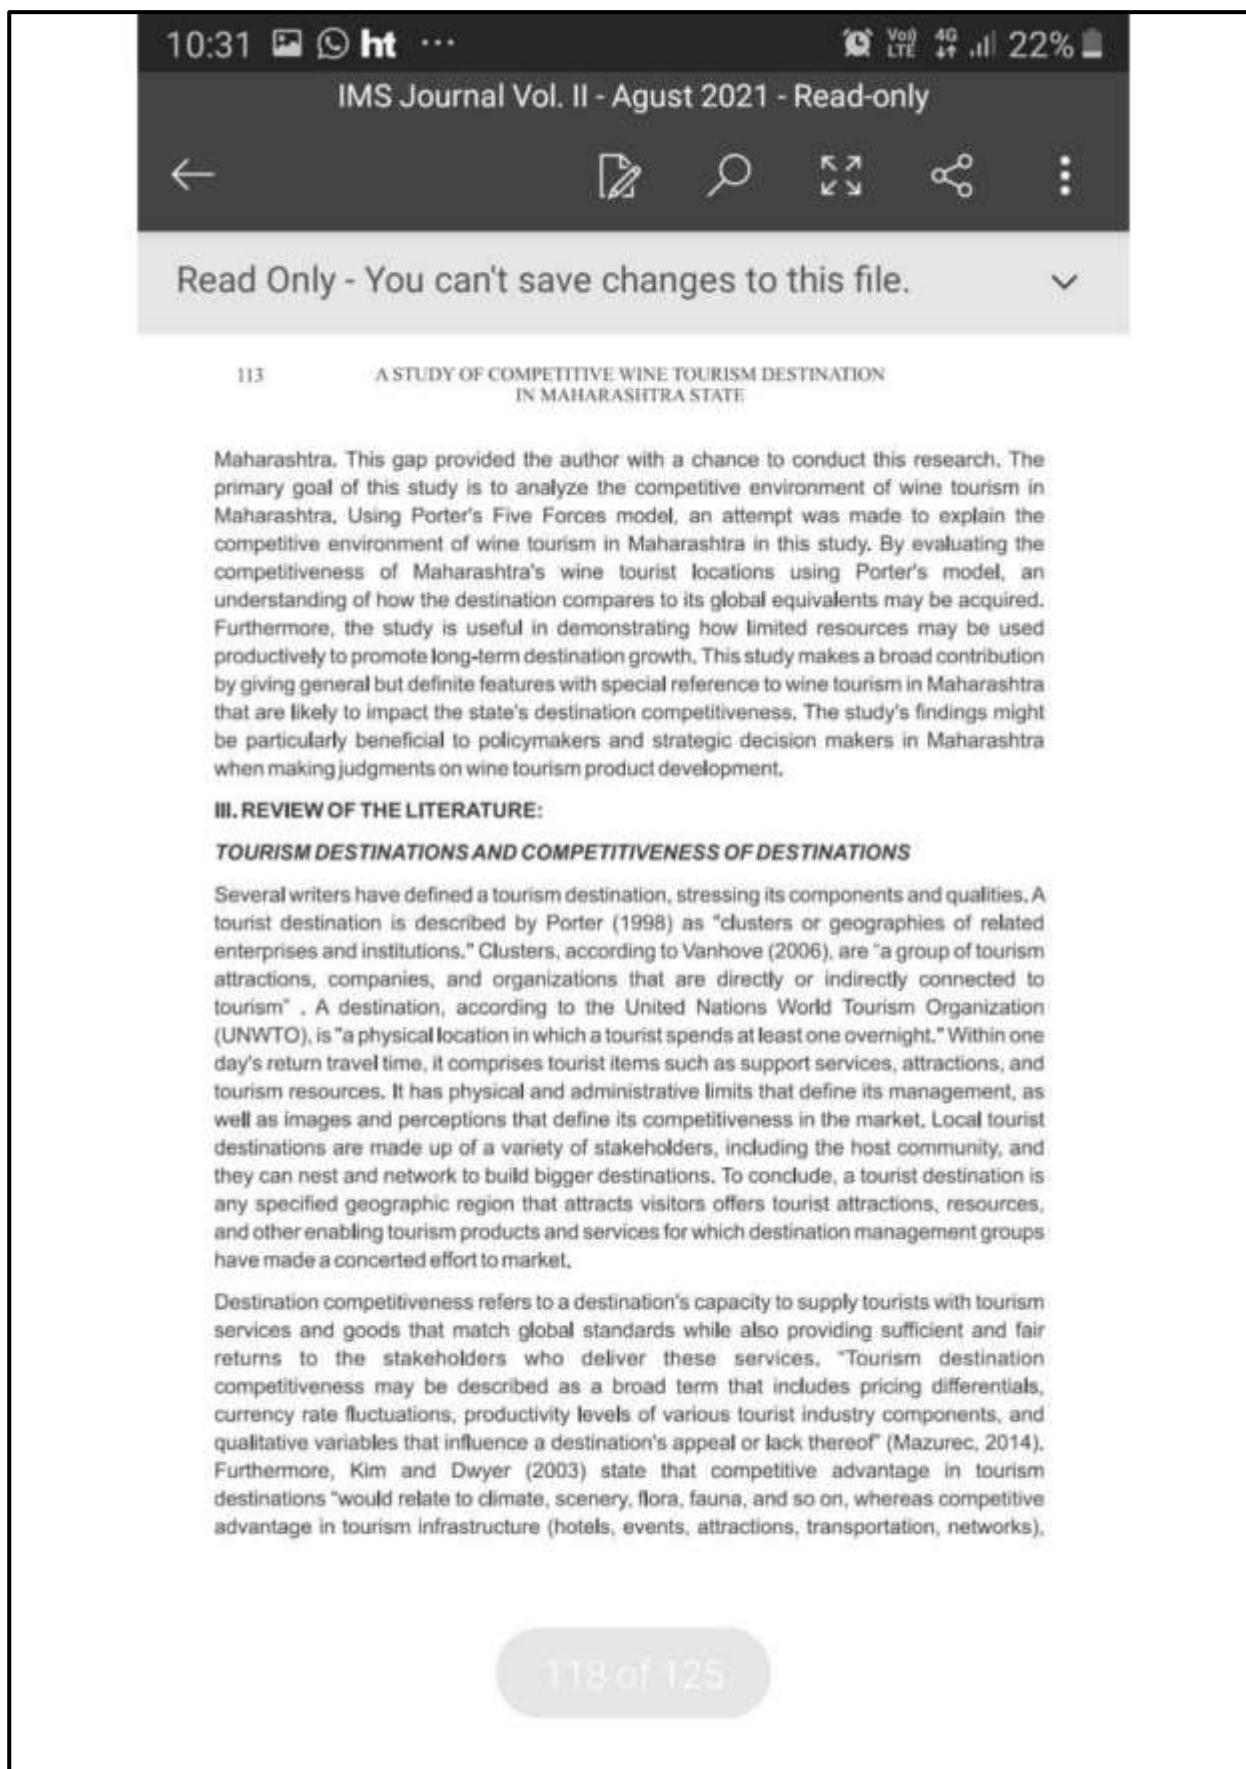 10:31 ht ...
Vo)) LTE 4G 22%
IMS Journal Vol. II - Agust 2021 - Read-only
Read Only - You can't save changes to this file.
113 A STUDY OF COMPETITIVE WINE TOURISM DESTINATION
IN MAHARASHTRA STATE
Maharashtra. This gap provided the author with a chance to conduct this research. The
primary goal of this study is to analyze the competitive environment of wine tourism in
Maharashtra. Using Porter's Five Forces model, an attempt was made to explain the
competitive environment of wine tourism in Maharashtra in this study. By evaluating the
competitiveness of Maharashtra's wine tourist locations using Porter's model, an
understanding of how the destination compares to its global equivalents may be acquired.
Furthermore, the study is useful in demonstrating how limited resources may be used
productively to promote long-term destination growth. This study makes a broad contribution
by giving general but definite features with special reference to wine tourism in Maharashtra
that are likely to impact the state's destination competitiveness. The study's findings might
be particularly beneficial to policymakers and strategic decision makers in Maharashtra
when making judgments on wine tourism product development.
III. REVIEW OF THE LITERATURE:
TOURISM DESTINATIONS AND COMPETITIVENESS OF DESTINATIONS
Several writers have defined a tourism destination, stressing its components and qualities. A
tourist destination is described by Porter (1998) as "clusters or geographies of related
enterprises and institutions." Clusters, according to Vanhove (2006), are "a group of tourism
attractions, companies, and organizations that are directly or indirectly connected to
tourism" . A destination, according to the United Nations World Tourism Organization
(UNWTO), is "a physical location in which a tourist spends at least one overnight." Within one
day's return travel time, it comprises tourist items such as support services, attractions, and
tourism resources. It has physical and administrative limits that define its management, as
well as images and perceptions that define its competitiveness in the market. Local tourist
destinations are made up of a variety of stakeholders, including the host community, and
they can nest and network to build bigger destinations. To conclude, a tourist destination is
any specified geographic region that attracts visitors offers tourist attractions, resources,
and other enabling tourism products and services for which destination management groups
have made a concerted effort to market.
Destination competitiveness refers to a destination's capacity to supply tourists with tourism
services and goods that match global standards while also providing sufficient and fair
returns to the stakeholders who deliver these services. "Tourism destination
competitiveness may be described as a broad term that includes pricing differentials,
currency rate fluctuations, productivity levels of various tourist industry components, and
qualitative variables that influence a destination's appeal or lack thereof" (Mazurec, 2014).
Furthermore, Kim and Dwyer (2003) state that competitive advantage in tourism
destinations "would relate to climate, scenery, flora, fauna, and so on, whereas competitive
advantage in tourism infrastructure (hotels, events, attractions, transportation, networks),
118 of 125